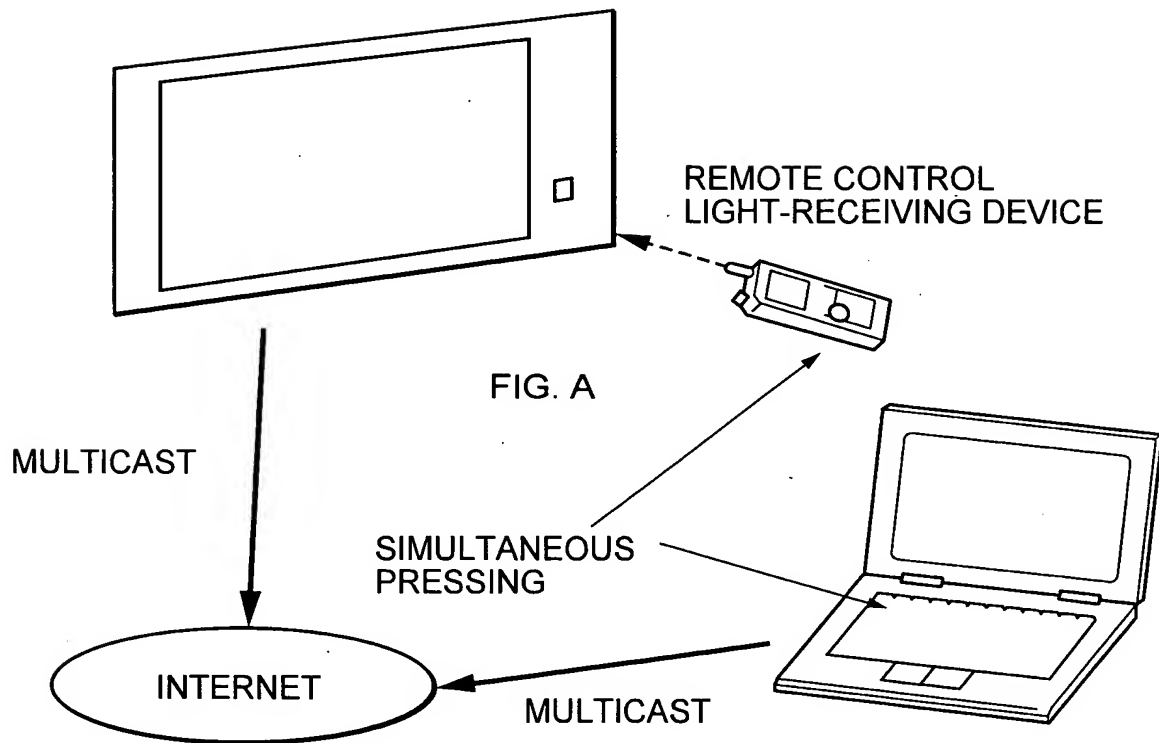 REMOTE CONTROL
LIGHT-RECEIVING DEVICE
FIG. A
MULTICAST
SIMULTANEOUS
PRESSING
INTERNET
MULTICAST